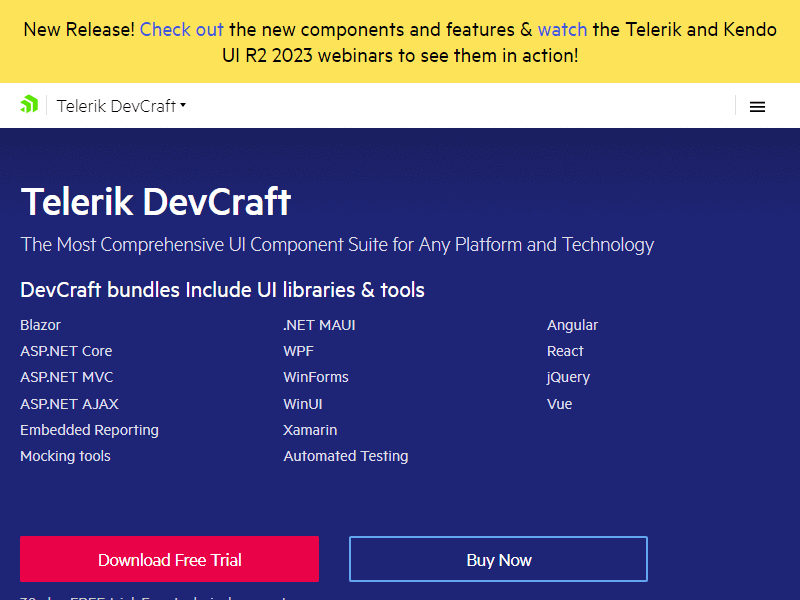 New Release! Check out the new components and features & watch the Telerik and Kendo
UI R2 2023 webinars to see them in action!
Telerik DevCraft
Telerik DevCraft
The Most Comprehensive UI Component Suite for Any Platform and Technology
DevCraft bundles Include UI libraries & tools
Blazor
ASP.NET Core
ASP.NET MVC
ASP.NET AJAX
Embedded Reporting
Mocking tools
.NET MAUI
WPF
WinForms
WinUI
Xamarin
Automated Testing
Angular
React
jQuery
Vue
Download Free Trial
Buy Now